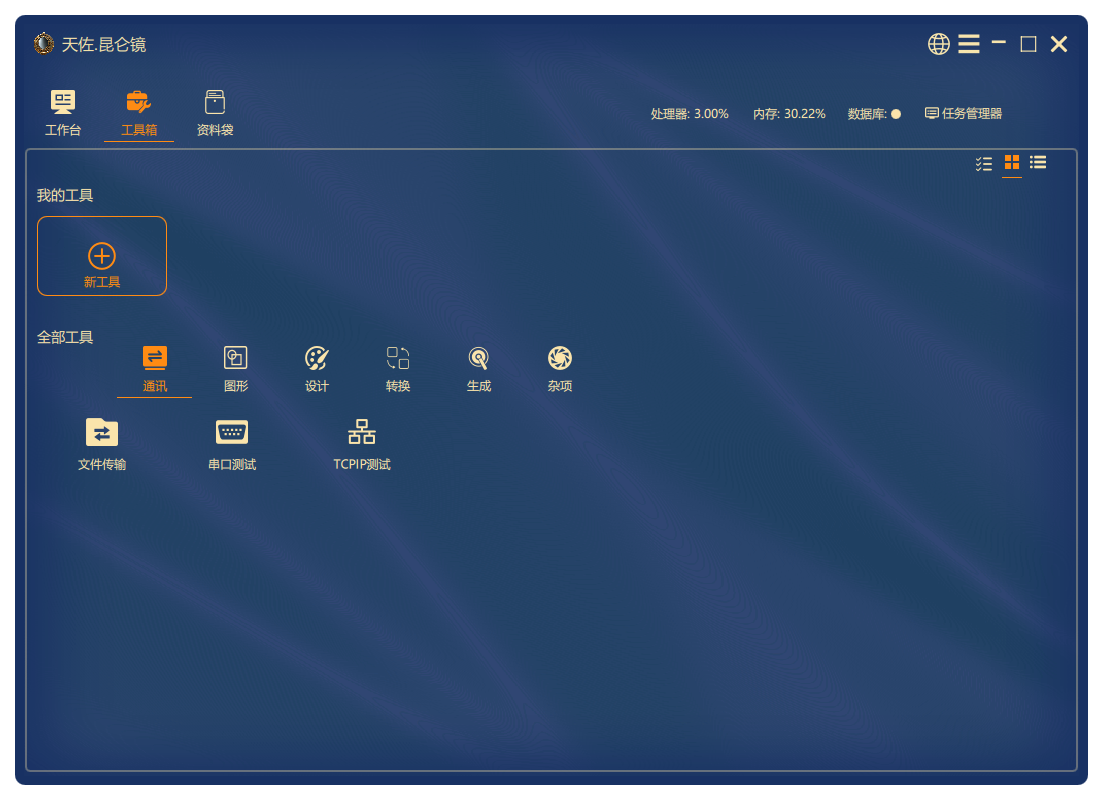 天佐.昆仑镜
工作台 工具箱 资料袋
处理器: 3.00% 内存: 30.22% 数据库: 任务管理器
我的工具
新工具
全部工具
通讯 图形 设计 转换 生成 杂项
文件传输 串口测试 TCPIP测试